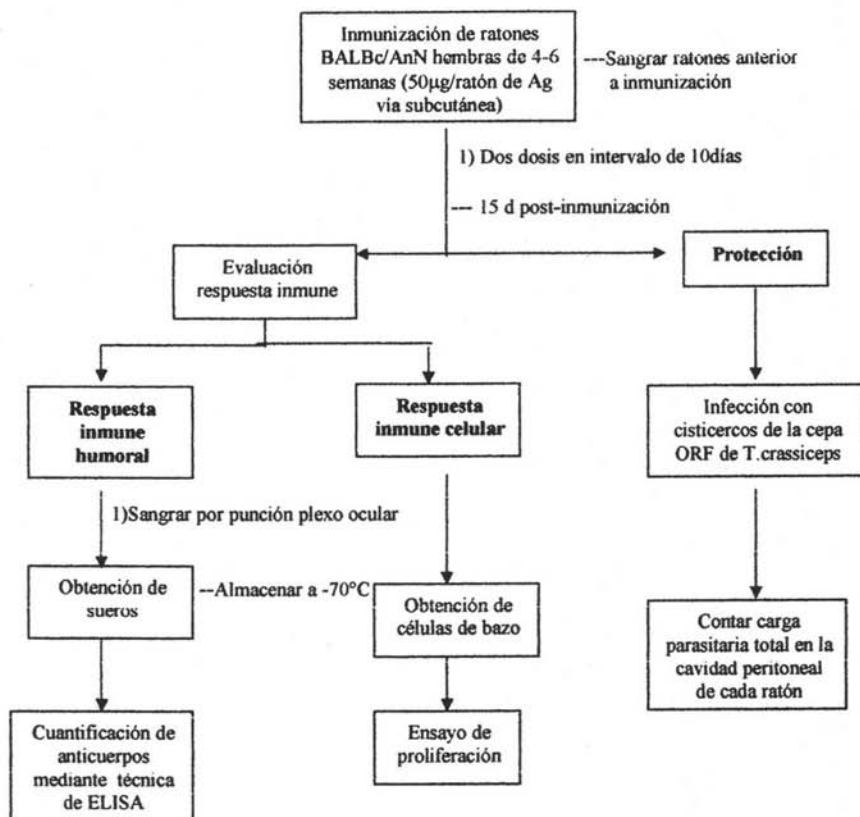 Inmunización de ratones
BALBc/AnN hembras de 4-6
semanas (50µg/ratón de Ag
vía subcutánea)
---Sangrar ratones anterior
a inmunización
1) Dos dosis en intervalo de 10días
--- 15 d post-inmunización
Evaluación
respuesta inmune
Protección
Respuesta
inmune
humoral
Respuesta
inmune celular
Infección con
cisticercos de la cepa
ORF de T.crassiceps
1)Sangrar por punción plexo ocular
Obtención de
sueros
--Almacenar a -70°C
Obtención de
células de bazo
Contar carga
parasitaria total en la
cavidad peritoneal
de cada ratón
Cuantificación de
anticuerpos
mediante técnica
de ELISA
Ensayo de
proliferación